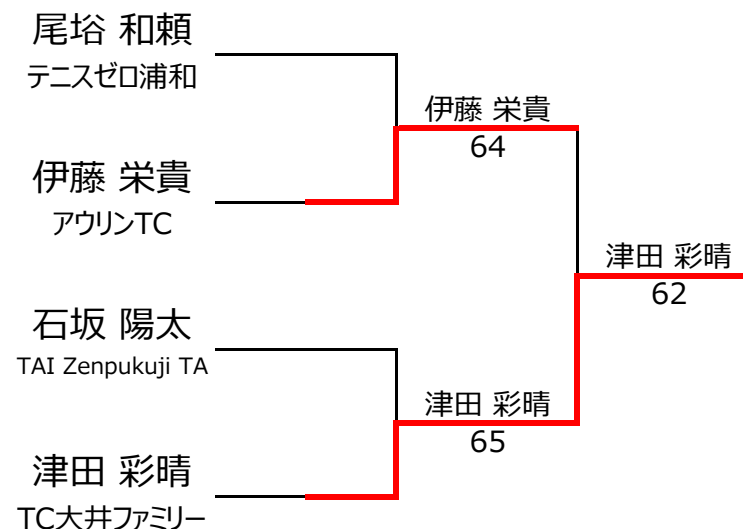 尾峪 和頼
テニスゼロ浦和
伊藤 栄貴
64
伊藤 栄貴
アウリンTC
津田 彩晴
62
石坂 陽太
TAI Zenpukuji TA
津田 彩晴
65
津田 彩晴
TC大井ファミリー